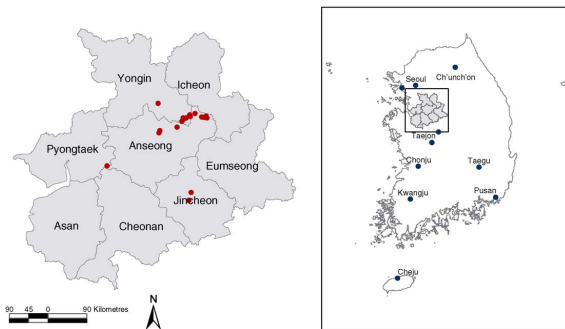 Yongin
Icheon
Pyongtaek
Anseong
Eumseong
Jincheon
Asan
Cheonan
90 45 0 90 Kilometres
N
Seoul
Ch'unch'on
Taejon
Chonju
Taegu
Kwangju
Pusan
Cheju